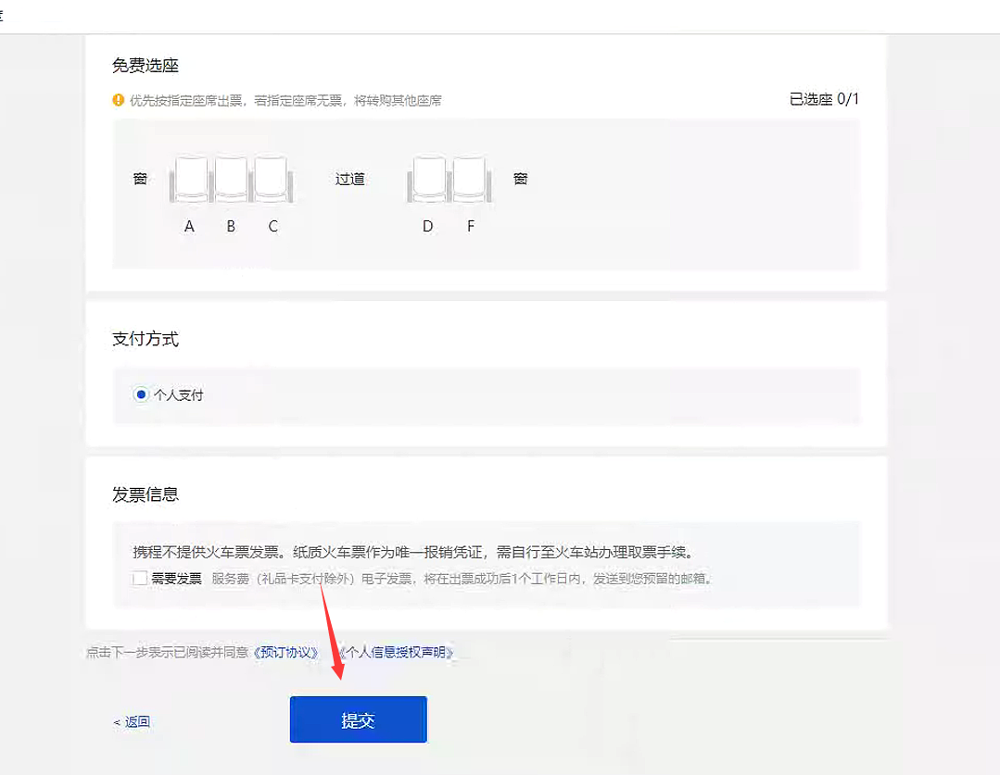 免费选座
优先按指定座席出票，若指定座席无票，将转购其他座席
已选座 0/1
窗 过道 窗
A B C D F
支付方式
个人支付
发票信息
携程不提供火车票发票。纸质火车票作为唯一报销凭证，需自行至火车站办理取票手续。
需要发票 服务费（礼品卡支付除外）电子发票，将在出票成功后1个工作日内，发送到您预留的邮箱。
点击下一步表示已阅读并同意《预订协议》 《个人信息授权声明》
< 返回 提交